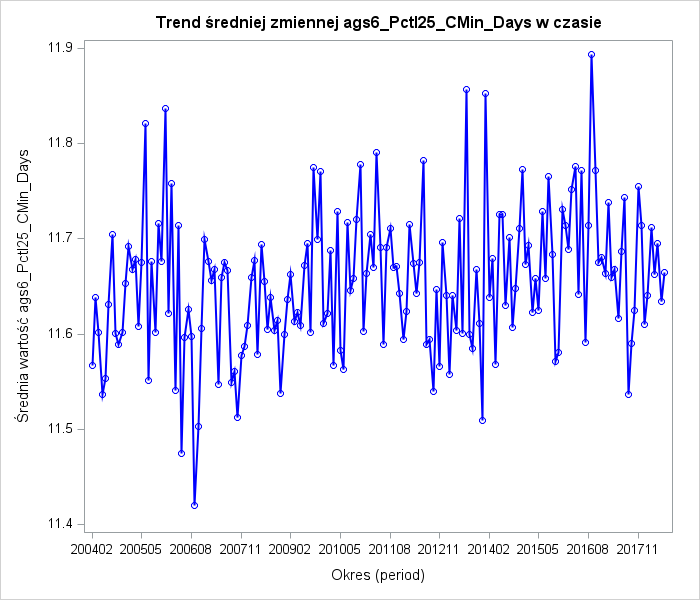 Trend średniej zmiennej ags6_Pctl25_CMin_Days w czasie
Średnia wartość ags6_Pctl25_CMin_Days
11.9
11.8
11.7
11.6
11.5
11.4
200402 200505 200608 200711 200902 201005 201108 201211 201402 201505 201608 201711
Okres (period)